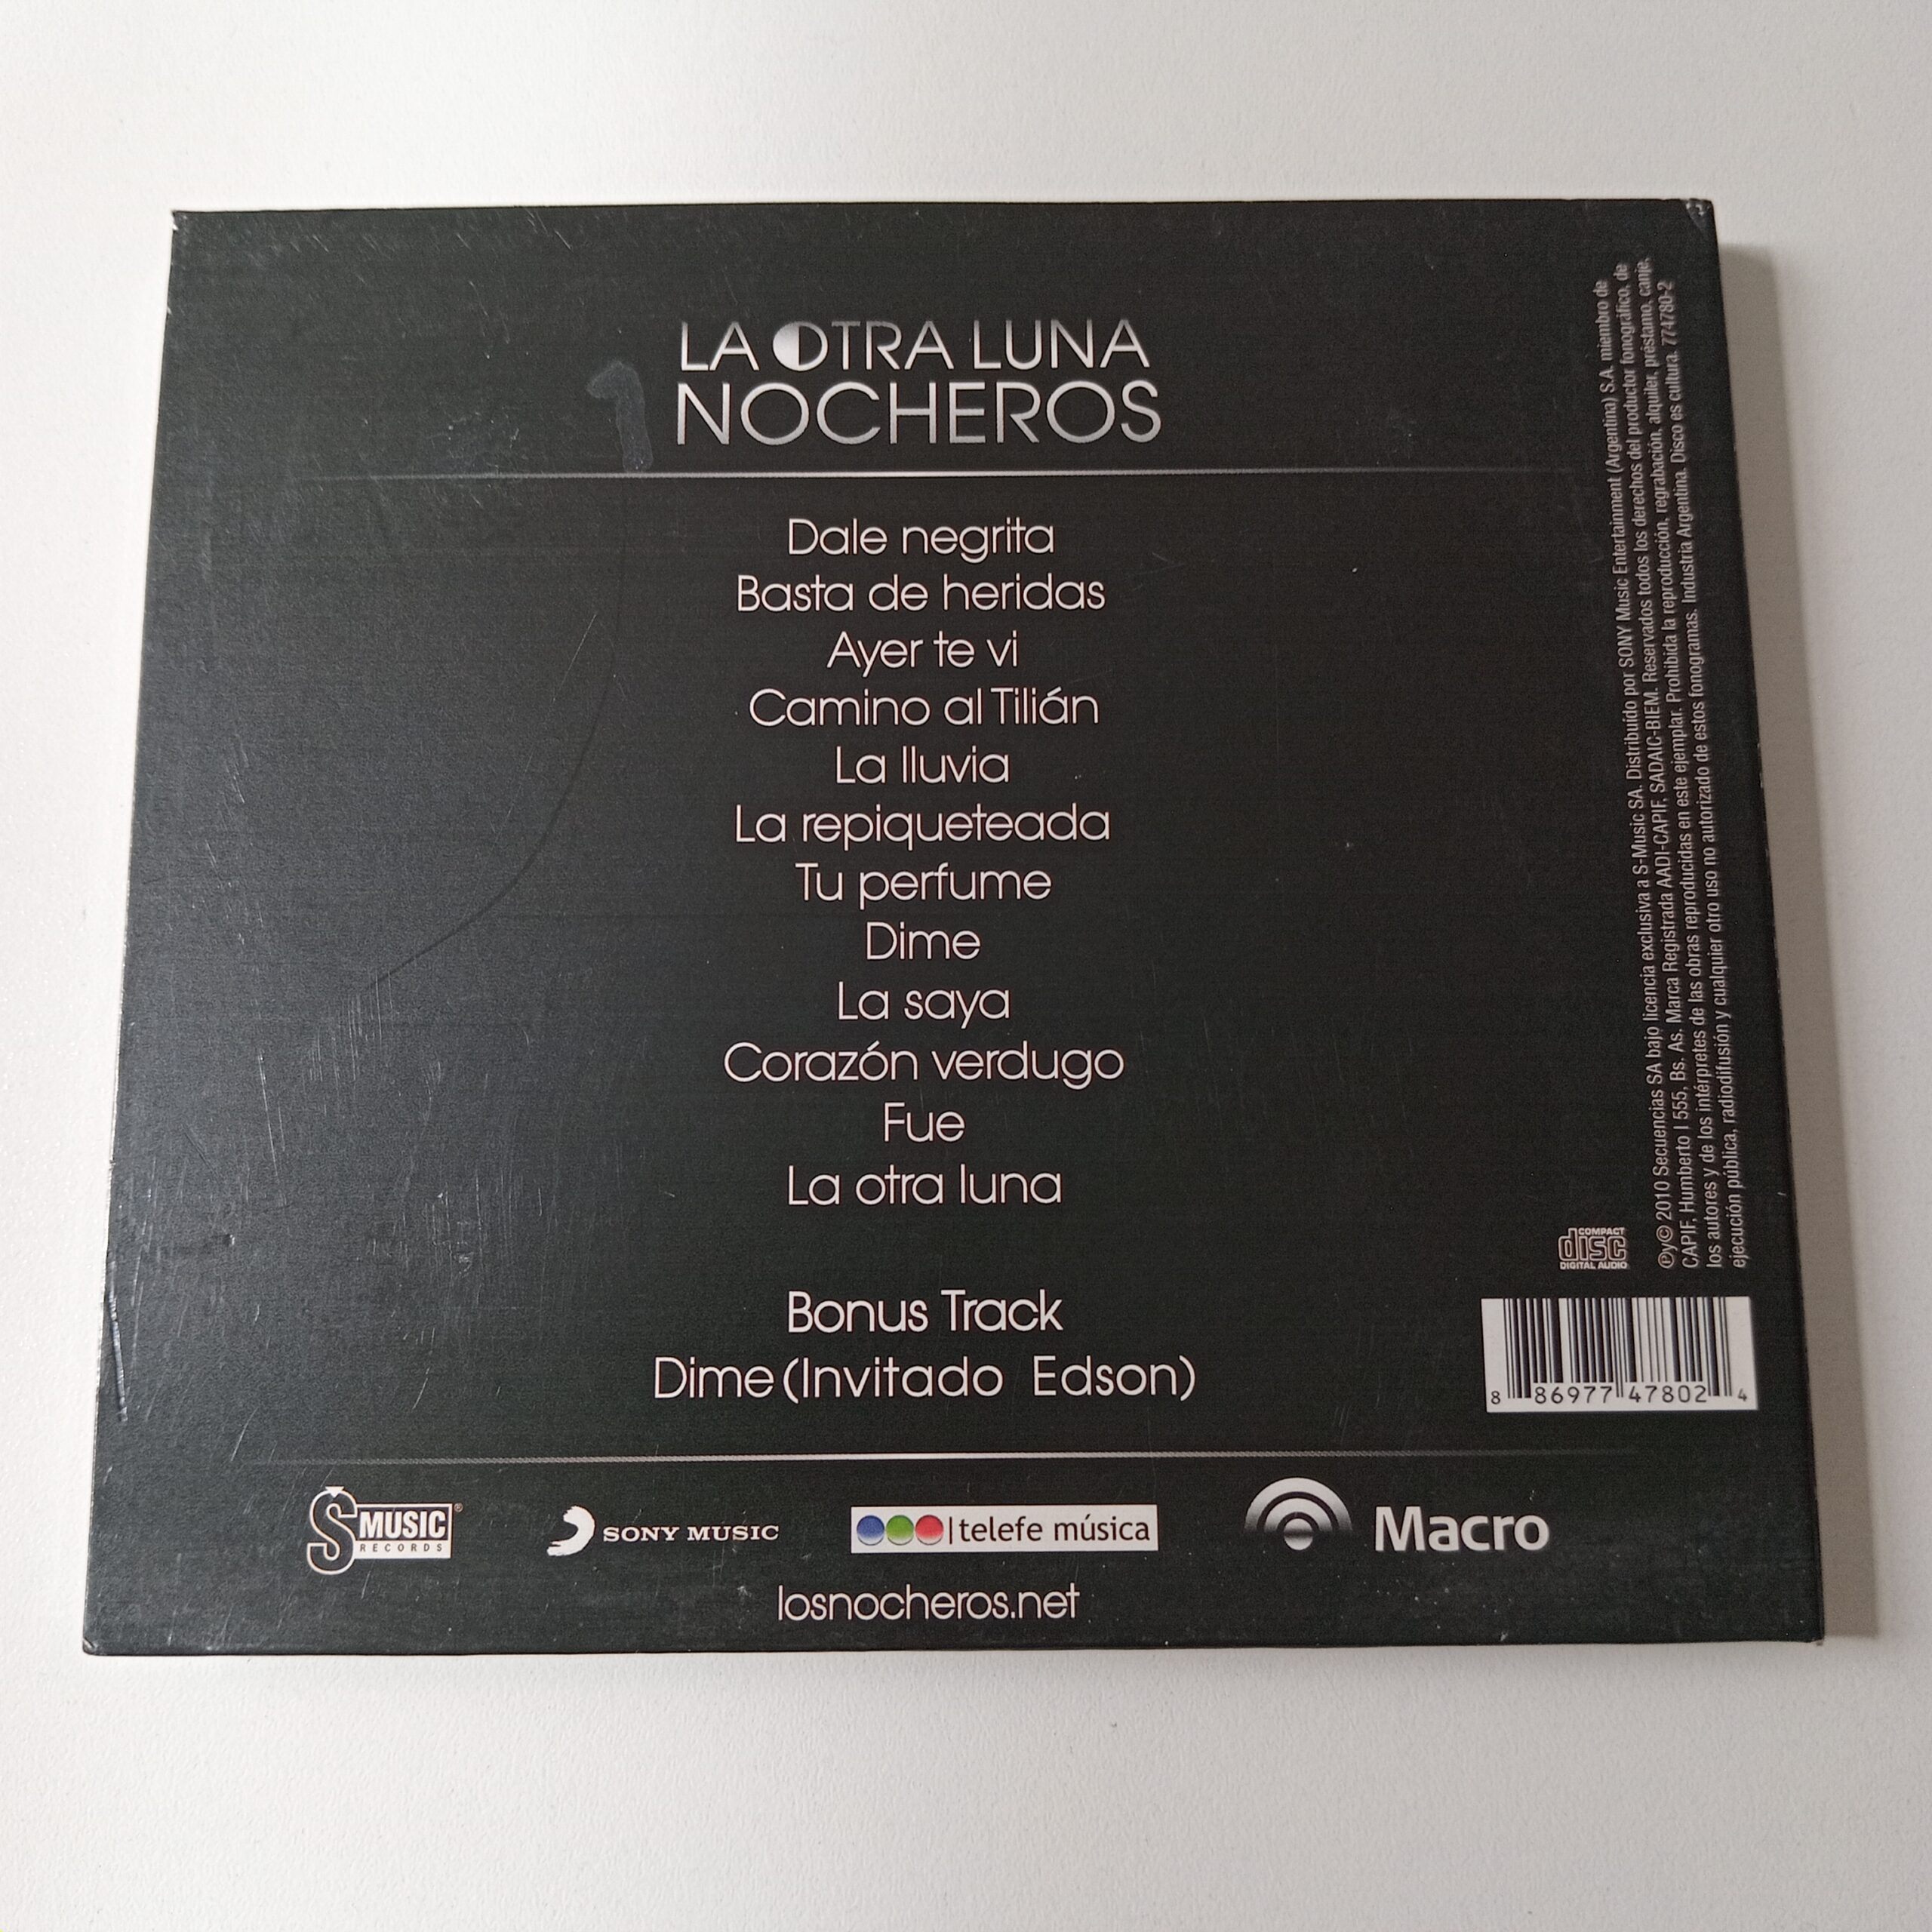 LA OTRA LUNA
NOCHEROS
1
Dale negrita
Basta de heridas
Ayer te vi
Camino al Tilián
La lluvia
La repiqueteada
Tu perfume
Dime
La saya
Corazón verdugo
Fue
La otra luna
Bonus Track
Dime (Invitado Edson)
℗y© 2010 Secuencias SA bajo licencia exclusiva a S-Music SA. Distribuido por SONY Music Entertainment (Argentina) S.A. miembro de
CAPIF, Humberto I 555, Bs. As. Marca Registrada AADI-CAPIF, SADAIC-BIEM. Reservados todos los derechos del productor fonográfico, de
los autores y de los intérpretes de las obras reproducidas en este ejemplar. Prohibida la reproducción, regrabación, alquiler, préstamo, canje,
ejecución pública, radiodifusión y cualquier otro uso no autorizado de estos fonogramas. Industria Argentina. Disco es cultura. 774780-2
COMPACT
disc
DIGITAL AUDIO
8 86977 47802 4
S MUSIC ®
RECORDS
SONY MUSIC
telefe música
Macro
losnocheros.net